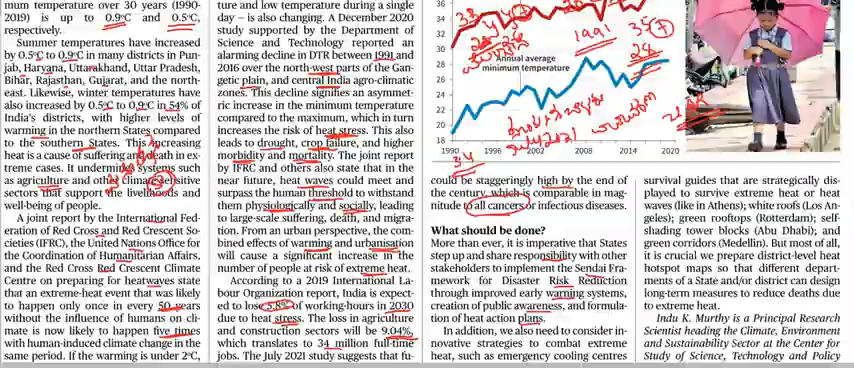 mum temperature over 30 years (1990-
2019) is up to 0.9°C and 0.5°C,
respectively.
Summer temperatures have increased
by 0.5°C to 0.9°C in many districts in Pun-
jab, Haryana, Uttarakhand, Uttar Pradesh,
Bihar, Rajasthan, Gujarat, and the north-
east. Likewise, winter temperatures have
also increased by 0.5°C to 0.9°C in 54% of
India's districts, with higher levels of
warming in the northern States compared
to the southern States. This increasing
heat is a cause of suffering and death in ex-
treme cases. It undermines systems such
as agriculture and other climate-sensitive
sectors that support the livelihoods and
well-being of people.
A joint report by the International Fed-
eration of Red Cross and Red Crescent So-
cieties (IFRC), the United Nations Office for
the Coordination of Humanitarian Affairs,
and the Red Cross Red Crescent Climate
Centre on preparing for heatwaves state
that an extreme-heat event that was likely
to happen only once in every 50 years
without the influence of humans on cli-
mate is now likely to happen five times
with human-induced climate change in the
same period. If the warming is under 2°C,
ture and low temperature during a single
day – is also changing. A December 2020
study supported by the Department of
Science and Technology reported an
alarming decline in DTR between 1991 and
2016 over the north-west parts of the Gan-
getic plain, and central India agro-climatic
zones. This decline signifies an asymmet-
ric increase in the minimum temperature
compared to the maximum, which in turn
increases the risk of heat stress. This also
leads to drought, crop failure, and higher
morbidity and mortality. The joint report
by IFRC and others also state that in the
near future, heat waves could meet and
surpass the human threshold to withstand
them physiologically and socially, leading
to large-scale suffering, death, and migra-
tion. From an urban perspective, the com-
bined effects of warming and urbanisation
will cause a significant increase in the
number of people at risk of extreme heat.
According to a 2019 International La-
bour Organization report, India is expect-
ed to lose 5.8% of working-hours in 2030
due to heat stress. The loss in agriculture
and construction sectors will be 9.04%,
which translates to 34 million full-time
jobs. The July 2021 study suggests that fu-
36
34
32
30
28
26
24
22
20
18
Annual average
minimum temperature
1991
28
34
1990 1996 2002 2008 2014 2020
could be staggeringly high by the end of
the century, which is comparable in mag-
nitude to all cancers or infectious diseases.
What should be done?
More than ever, it is imperative that States
step up and share responsibility with other
stakeholders to implement the Sendai Fra-
mework for Disaster Risk Reduction
through improved early warning systems,
creation of public awareness, and formula-
tion of heat action plans.
In addition, we also need to consider in-
novative strategies to combat extreme
heat, such as emergency cooling centres
survival guides that are strategically dis-
played to survive extreme heat or heat
waves (like in Athens); white roofs (Los An-
geles); green rooftops (Rotterdam); self-
shading tower blocks (Abu Dhabi); and
green corridors (Medellin). But most of all,
it is crucial we prepare district-level heat
hotspot maps so that different depart-
ments of a State and/or district can design
long-term measures to reduce deaths due
to extreme heat.
Indu K. Murthy is a Principal Research
Scientist heading the Climate, Environment
and Sustainability Sector at the Center for
Study of Science, Technology and Policy